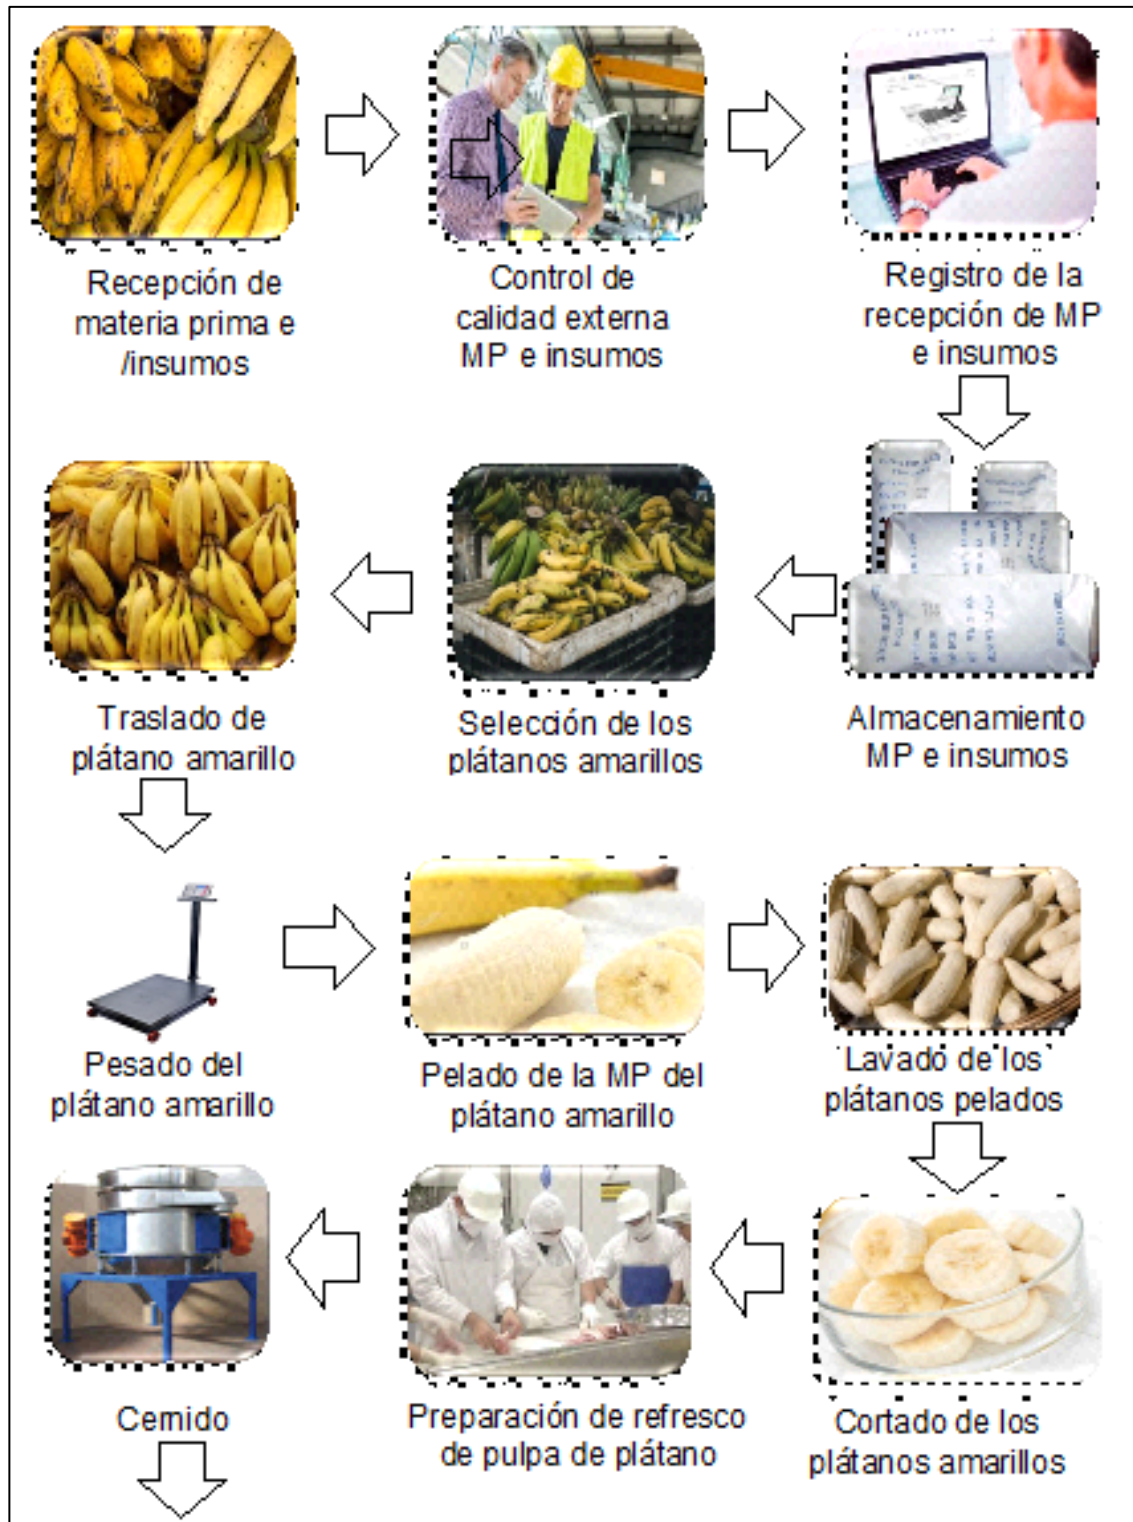 Recepción de
materia prima e
/insumos
Control de
calidad externa
MP e insumos
Registro de la
recepción de MP
e insumos
Almacenamiento
MP e insumos
Selección de los
plátanos amarillos
Traslado de
plátano amarillo
Pesado del
plátano amarillo
Pelado de la MP del
plátano amarillo
Lavado de los
plátanos pelados
Cortado de los
plátanos amarillos
Preparación de refresco
de pulpa de plátano
Cernido